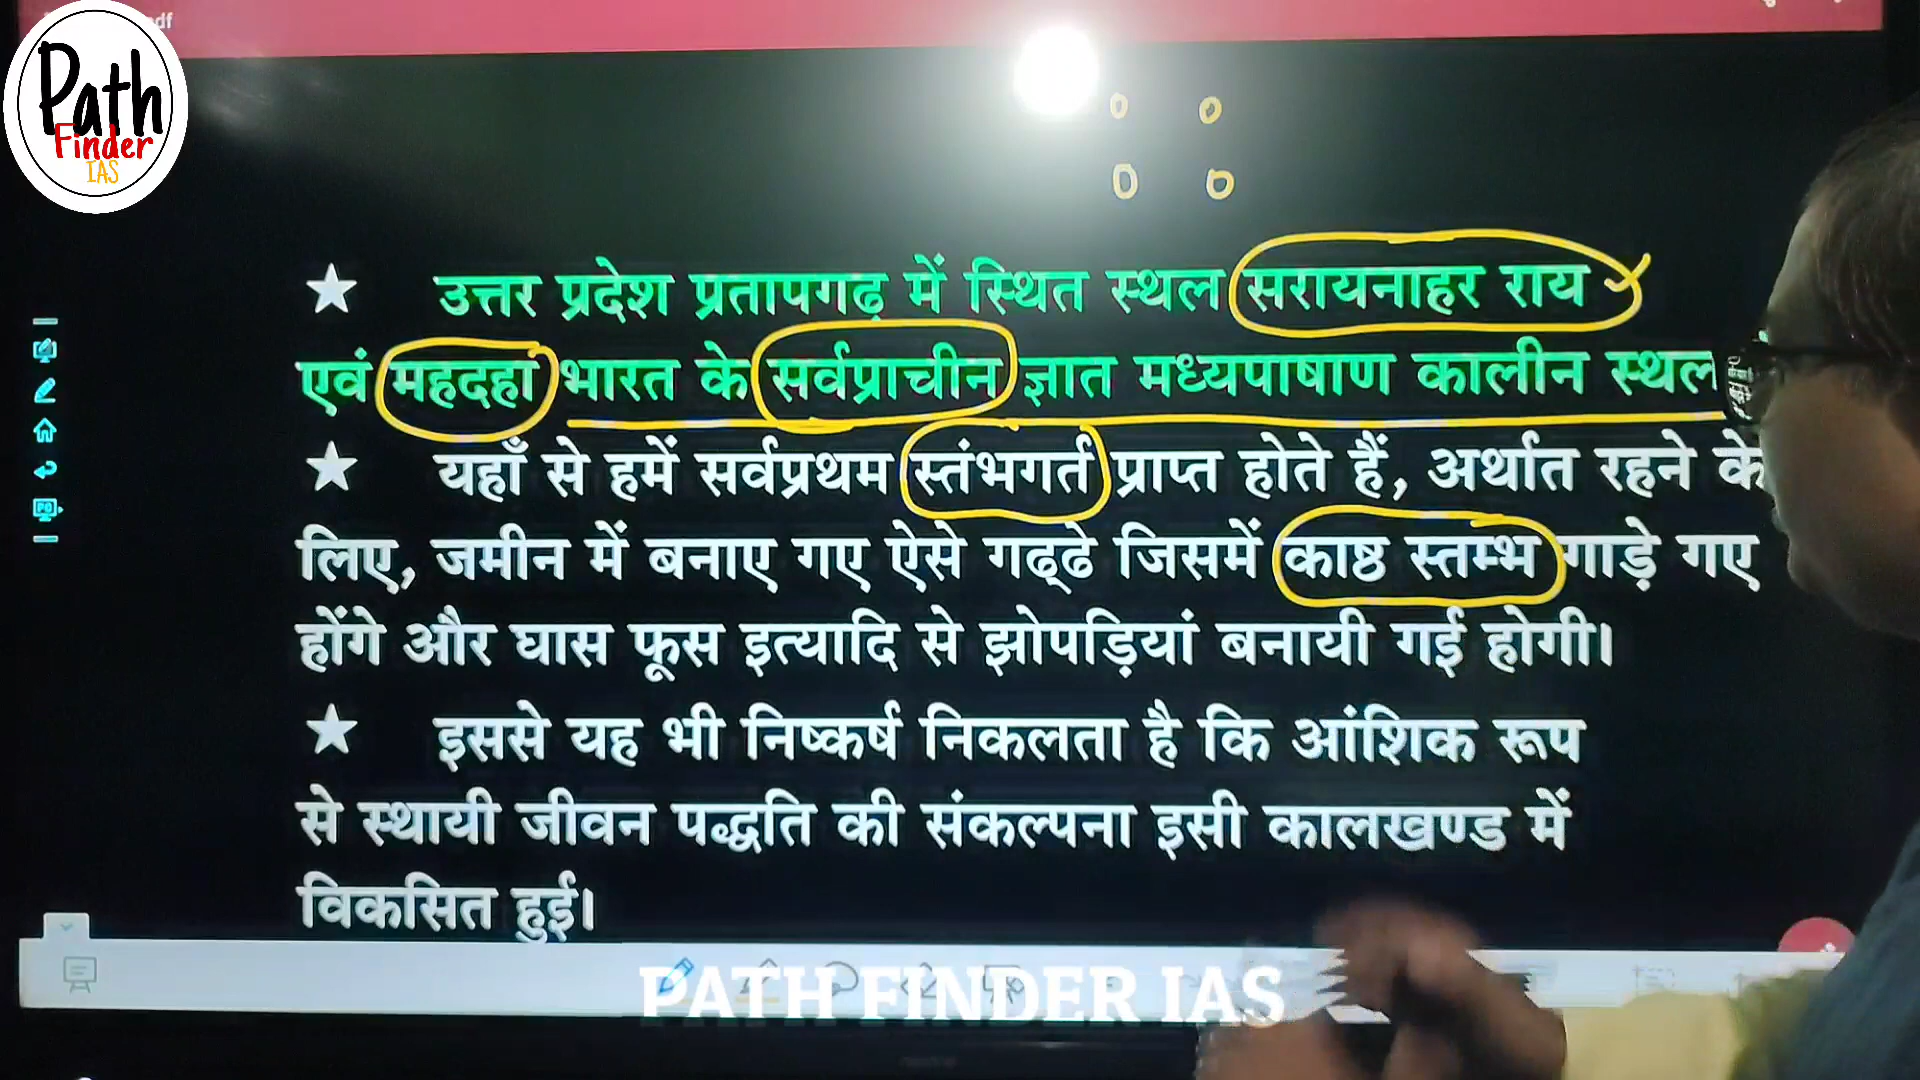 df
Path
Finder
IAS
★ उत्तर प्रदेश प्रतापगढ़ में स्थित स्थल सरायनाहर राय
एवं महदहा भारत के सर्वप्राचीन ज्ञात मध्यपाषाण कालीन स्थल
★ यहाँ से हमें सर्वप्रथम स्तंभगर्त प्राप्त होते हैं, अर्थात रहने के
लिए, जमीन में बनाए गए ऐसे गढ्ढे जिसमें काष्ठ स्तम्भ गाड़े गए
होंगे और घास फूस इत्यादि से झोपड़ियां बनायी गई होगी।
★ इससे यह भी निष्कर्ष निकलता है कि आंशिक रूप
से स्थायी जीवन पद्धति की संकल्पना इसी कालखण्ड में
विकसित हुई।
PATH FINDER IAS